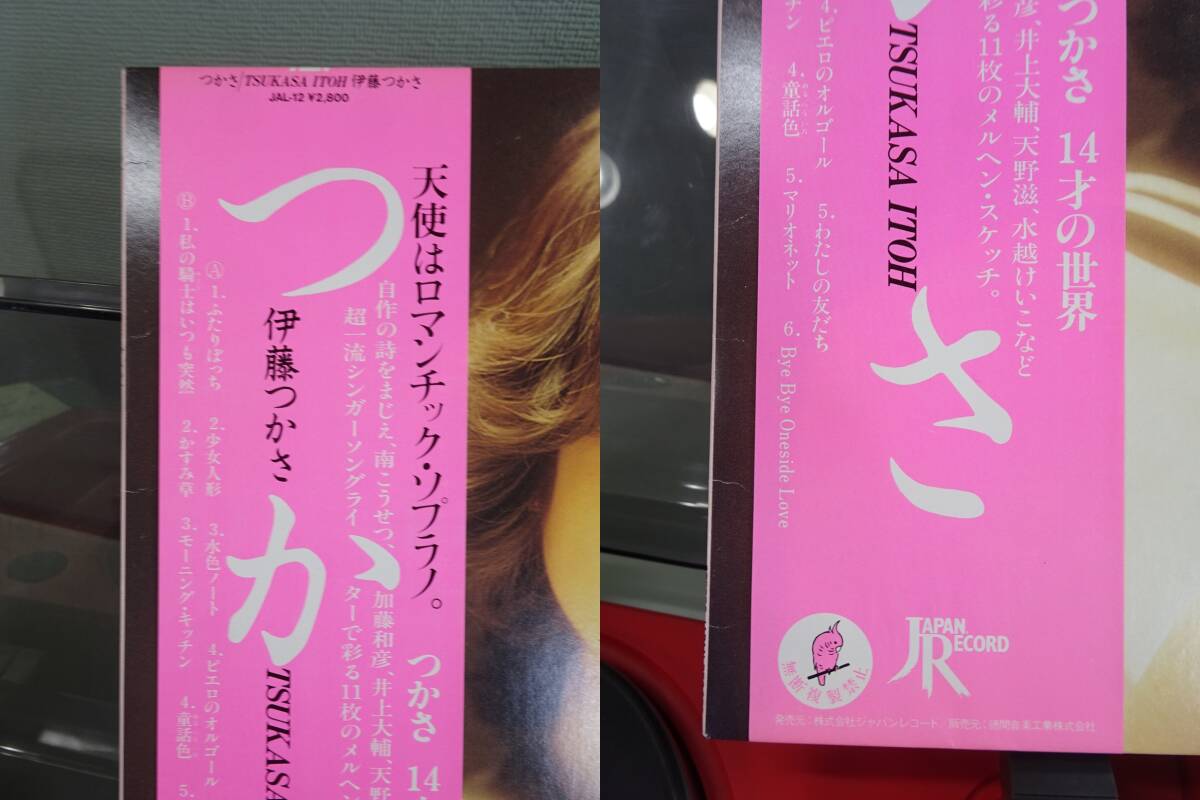 つかさ/TSUKASA ITOH 伊藤つかさ
JAL-12 ¥2,800
天使はロマンチック・ソプラノ。
つかさ 14
自作の詩をまじえ、南こうせつ、加藤和彦、井上大輔、天野
超一流シンガーソングライターで彩る11枚のメルヘン
つか
伊藤つかさ
TSUKASA
Ⓐ 1.ふたりぼっち 2.少女人形 3.水色ノート 4.ピエロのオルゴール
Ⓑ 1.私の騎士はいつも突然 2.かすみ草 3.モーニング・キッチン 4.童話色 5.
つかさ 14才の世界
彦、井上大輔、天野滋、水越けいこなど
彩る11枚のメルヘン・スケッチ。
さ
TSUKASA ITOH
4.ピエロのオルゴール 5.わたしの友だち
チン 4.童話色 5.マリオネット 6.Bye Bye Oneside Love
無断複製禁止
JAPAN RECORD
発売元:株式会社ジャパンレコード 販売元:徳間音楽工業株式会社